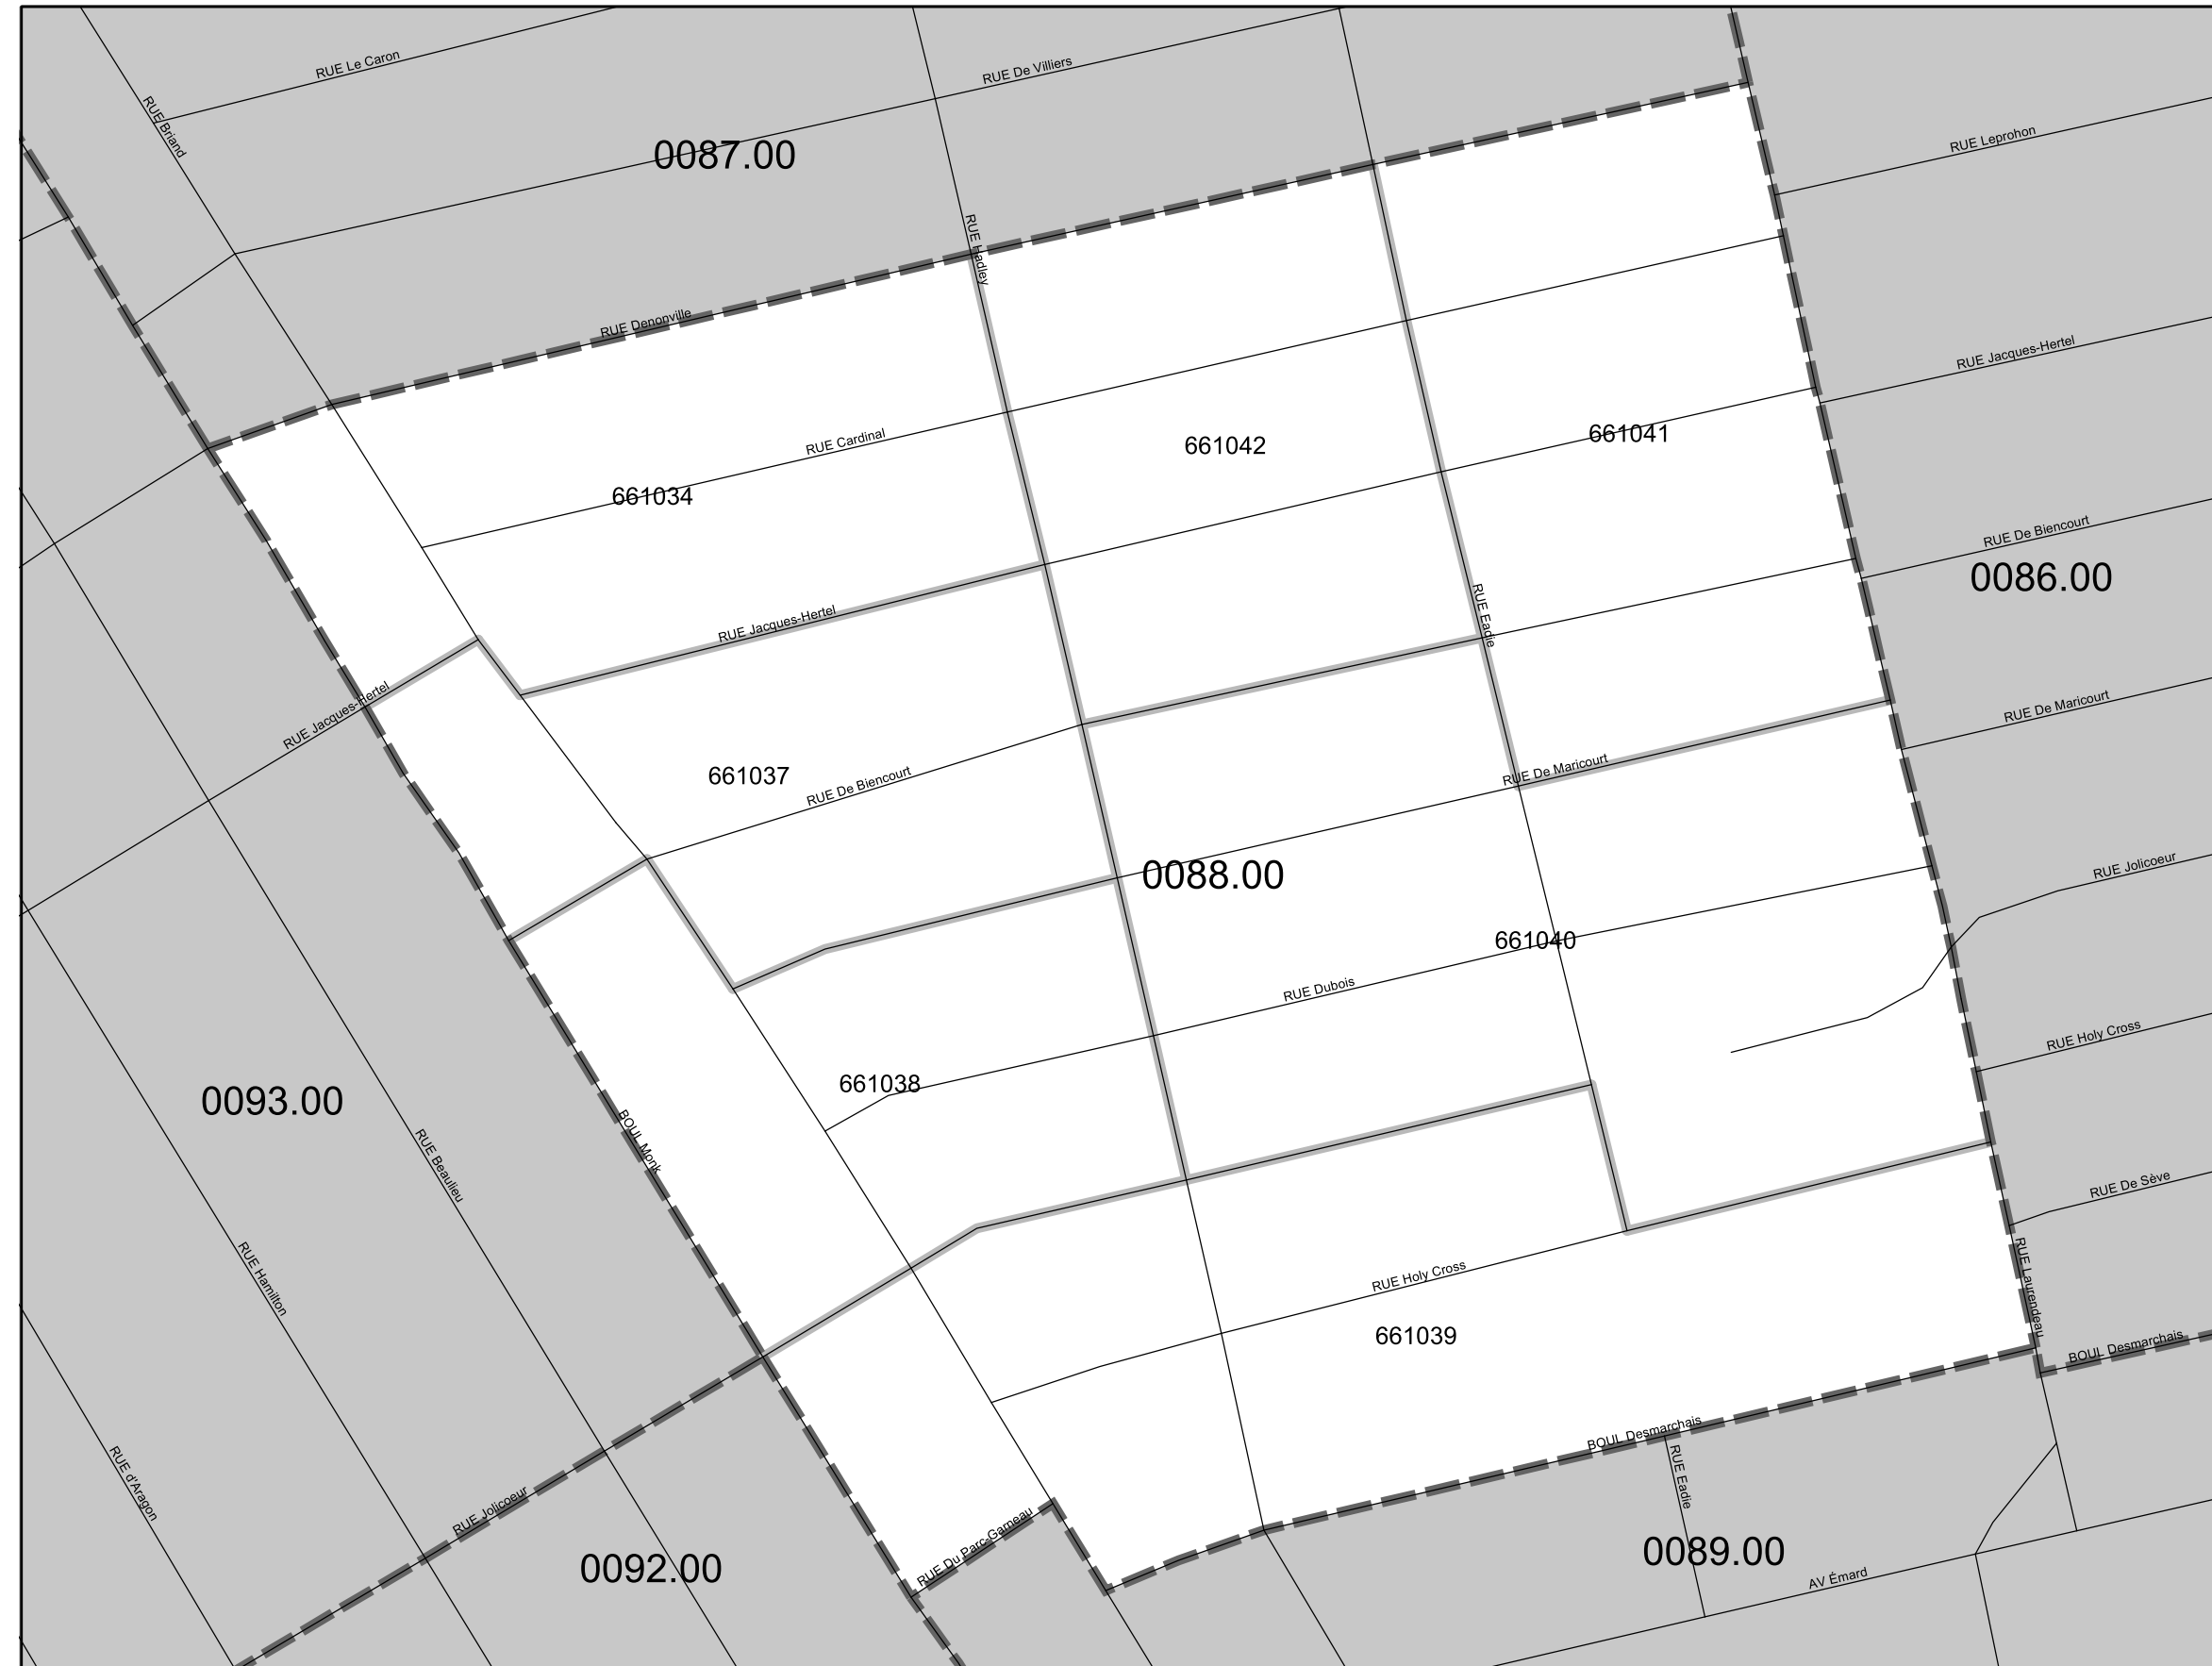 RUE Le Caron
RUE De Villiers
RUE Briand
0087.00
RUE Leprohon
RUE Hadley
RUE Denonville
RUE Jacques-Hertel
RUE Cardinal
661042
661041
661034
RUE De Biencourt
0086.00
RUE Jacques-Hertel
RUE Eadie
RUE Jacques-Hertel
RUE De Maricourt
661037
RUE De Biencourt
RUE De Maricourt
0088.00
RUE Jolicoeur
661040
RUE Dubois
RUE Holy Cross
661038
0093.00
BOUL Monk
RUE Beaulieu
RUE De Sève
RUE Hamilton
RUE Holy Cross
RUE Laurendeau
661039
BOUL Desmarchais
BOUL Desmarchais
RUE Eadie
RUE d'Aragon
RUE Jolicoeur
RUE Du Parc-Garneau
0092.00
0089.00
AV Émard